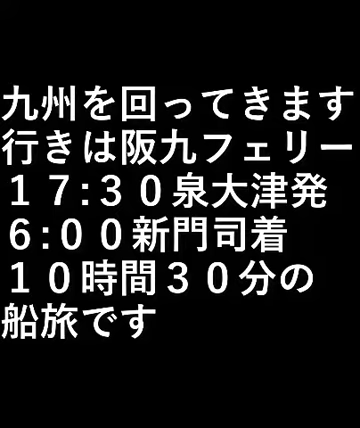 九州を回ってきます
行きは阪九フェリー
１７:３０泉大津発
６:００新門司着
１０時間３０分の
船旅です